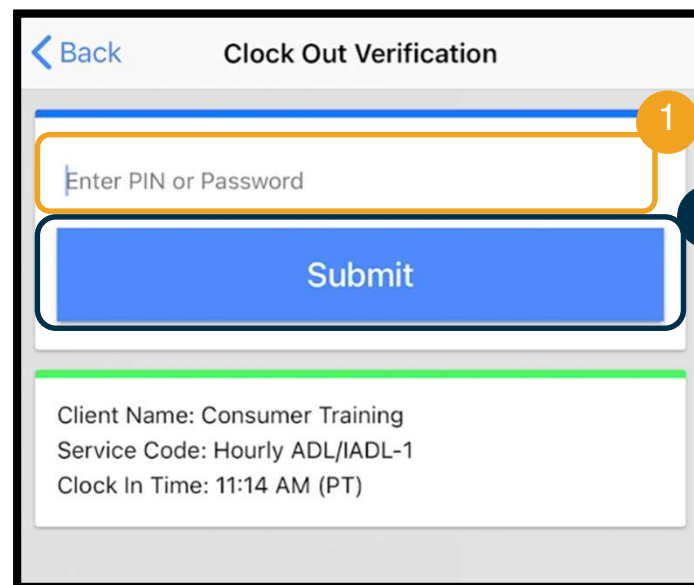 Back
Clock Out Verification
1
Enter PIN or Password
Submit
Client Name: Consumer Training
Service Code: Hourly ADL/IADL-1
Clock In Time: 11:14 AM (PT)